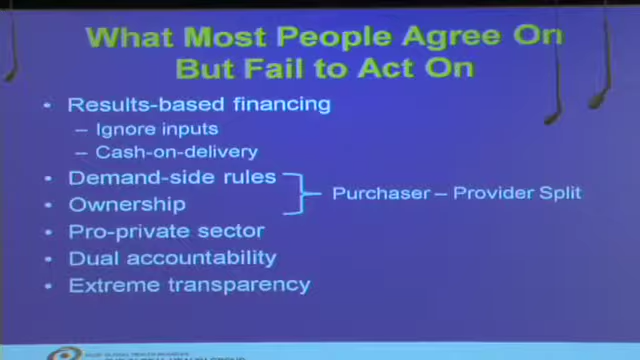 What Most People Agree On
But Fail to Act On
• Results-based financing
– Ignore inputs
– Cash-on-delivery
• Demand-side rules
• Ownership
Purchaser – Provider Split
• Pro-private sector
• Dual accountability
• Extreme transparency